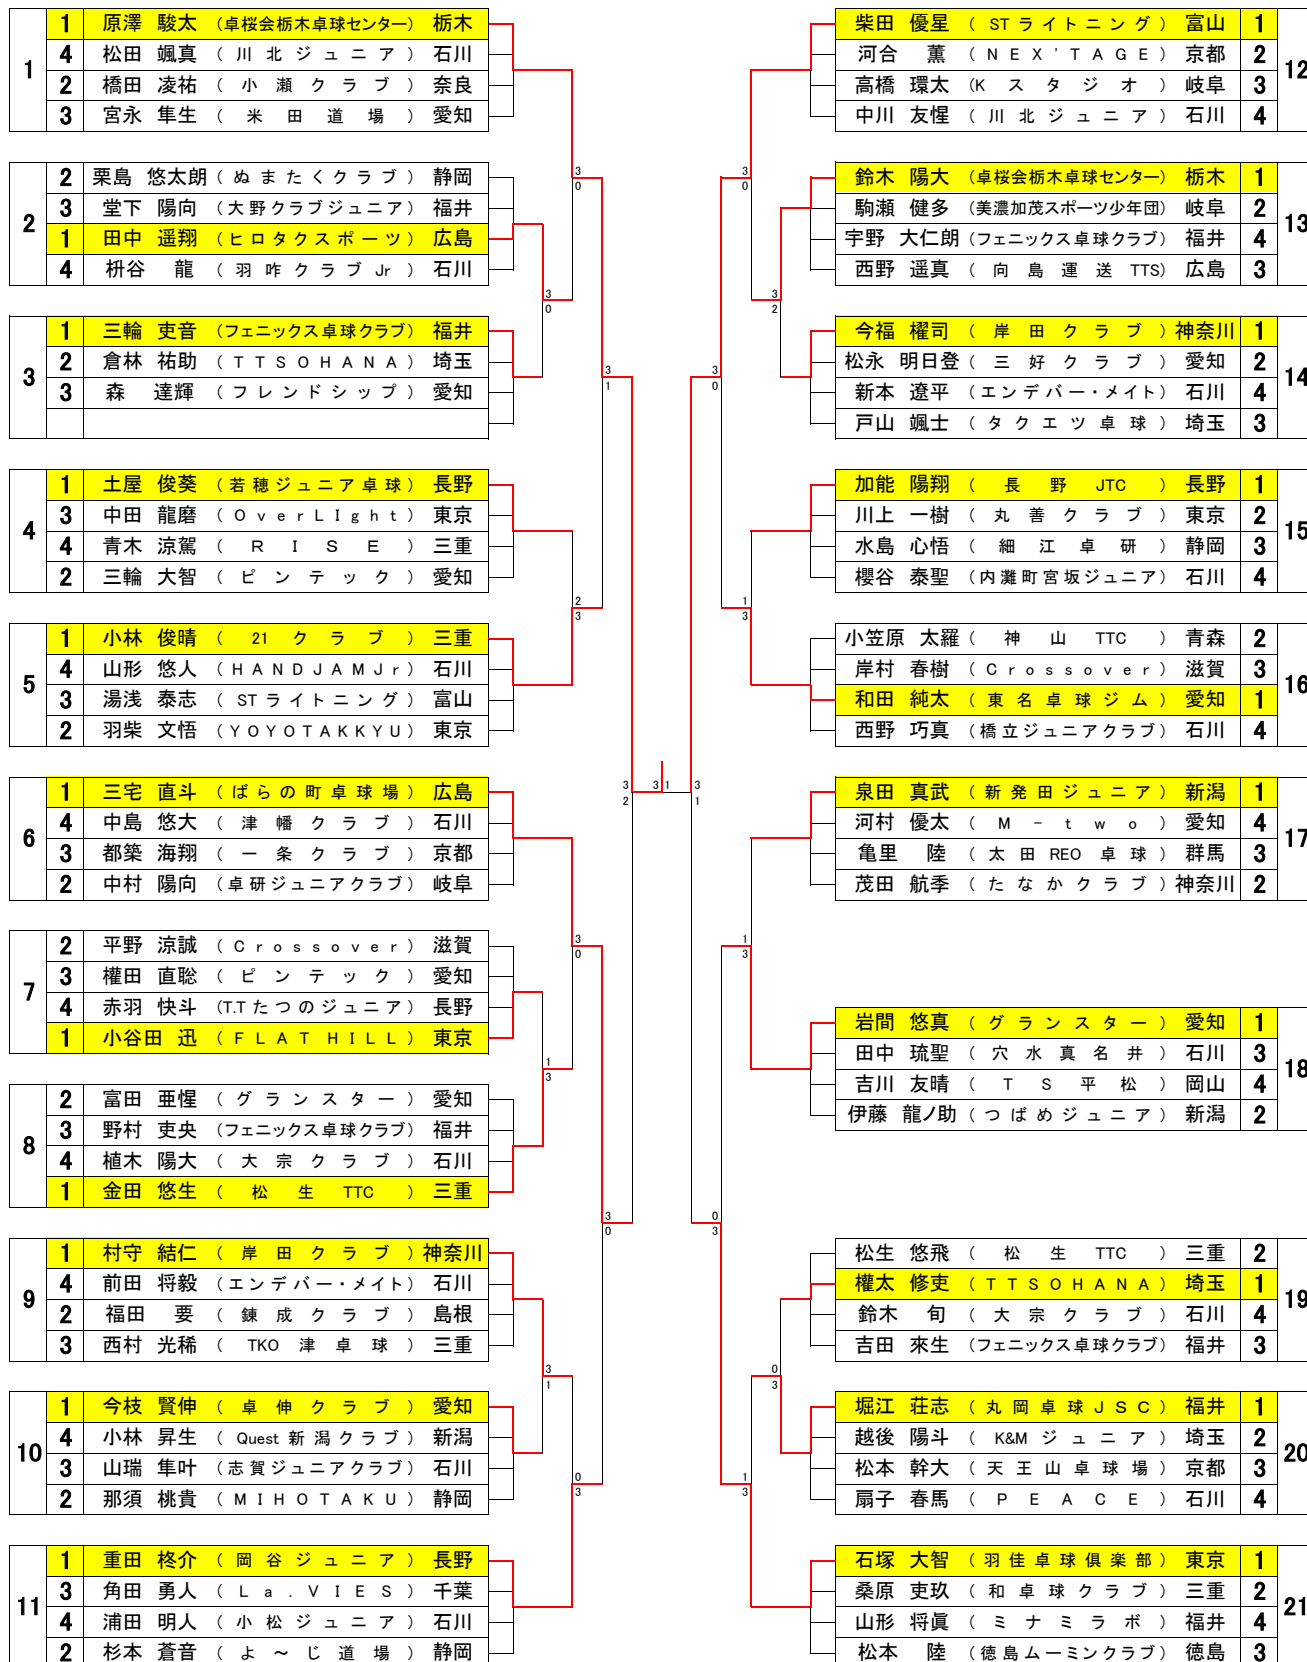 1
1 原澤 駿太 (卓桜会栃木卓球センター) 栃木
4 松田 颯真 (川北ジュニア) 石川
2 橋田 凌祐 (小瀬クラブ) 奈良
3 宮永 隼生 (米田道場) 愛知
2
2 栗島 悠太朗 (ぬまたくクラブ) 静岡
3 堂下 陽向 (大野クラブジュニア) 福井
1 田中 遥翔 (ヒロタクスポーツ) 広島
4 枡谷 龍 (羽咋クラブ Jr) 石川
3
1 三輪 吏音 (フェニックス卓球クラブ) 福井
2 倉林 祐助 (TTSOHANA) 埼玉
3 森 達輝 (フレンドシップ) 愛知
4
1 土屋 俊葵 (若穂ジュニア卓球) 長野
3 中田 龍磨 (OverLIght) 東京
4 青木 涼駕 (RISE) 三重
2 三輪 大智 (ピンテック) 愛知
5
1 小林 俊晴 (21クラブ) 三重
4 山形 悠人 (HANDJAMJr) 石川
3 湯浅 泰志 (STライトニング) 富山
2 羽柴 文悟 (YOYOTAKKYU) 東京
6
1 三宅 直斗 (ばらの町卓球場) 広島
4 中島 悠大 (津幡クラブ) 石川
3 都築 海翔 (一条クラブ) 京都
2 中村 陽向 (卓研ジュニアクラブ) 岐阜
7
2 平野 涼誠 (Crossover) 滋賀
3 權田 直聡 (ピンテック) 愛知
4 赤羽 快斗 (T.Tたつのジュニア) 長野
1 小谷田 迅 (FLAT HILL) 東京
8
2 富田 亜惺 (グランスター) 愛知
3 野村 吏央 (フェニックス卓球クラブ) 福井
4 植木 陽大 (大宗クラブ) 石川
1 金田 悠生 (松生 TTC) 三重
9
1 村守 結仁 (岸田クラブ) 神奈川
4 前田 将毅 (エンデバー・メイト) 石川
2 福田 要 (錬成クラブ) 島根
3 西村 光稀 (TKO 津卓球) 三重
10
1 今枝 賢伸 (卓伸クラブ) 愛知
4 小林 昇生 (Quest 新潟クラブ) 新潟
3 山瑞 隼叶 (志賀ジュニアクラブ) 石川
2 那須 桃貴 (MIHOTAKU) 静岡
11
1 重田 柊介 (岡谷ジュニア) 長野
3 角田 勇人 (La.VIES) 千葉
4 浦田 明人 (小松ジュニア) 石川
2 杉本 蒼音 (よ～じ道場) 静岡
3
0
3
0
3
1
2
3
3
2
3
0
1
3
3
0
3
1
0
3
3 1
3
0
3
2
3
0
1
3
3
1
1
3
0
3
0
3
1
3
柴田 優星 (STライトニング) 富山 1
河合 薫 (NEX'TAGE) 京都 2
高橋 環太 (Kスタジオ) 岐阜 3
中川 友惺 (川北ジュニア) 石川 4
12
鈴木 陽大 (卓桜会栃木卓球センター) 栃木 1
駒瀬 健多 (美濃加茂スポーツ少年団) 岐阜 2
宇野 大仁朗 (フェニックス卓球クラブ) 福井 4
西野 遥真 (向島運送 TTS) 広島 3
13
今福 櫂司 (岸田クラブ) 神奈川 1
松永 明日登 (三好クラブ) 愛知 2
新本 遼平 (エンデバー・メイト) 石川 4
戸山 颯士 (タクエツ卓球) 埼玉 3
14
加能 陽翔 (長野 JTC) 長野 1
川上 一樹 (丸善クラブ) 東京 2
水島 心悟 (細江卓研) 静岡 3
櫻谷 泰聖 (内灘町宮坂ジュニア) 石川 4
15
小笠原 太羅 (神山 TTC) 青森 2
岸村 春樹 (Crossover) 滋賀 3
和田 純太 (東名卓球ジム) 愛知 1
西野 巧真 (橋立ジュニアクラブ) 石川 4
16
泉田 真武 (新発田ジュニア) 新潟 1
河村 優太 (M-two) 愛知 4
亀里 陸 (太田 REO 卓球) 群馬 3
茂田 航季 (たなかクラブ) 神奈川 2
17
岩間 悠真 (グランスター) 愛知 1
田中 琉聖 (穴水真名井) 石川 3
吉川 友晴 (TS平松) 岡山 4
伊藤 龍ノ助 (つばめジュニア) 新潟 2
18
松生 悠飛 (松生 TTC) 三重 2
權太 修吏 (TTSOHANA) 埼玉 1
鈴木 旬 (大宗クラブ) 石川 4
吉田 來生 (フェニックス卓球クラブ) 福井 3
19
堀江 荘志 (丸岡卓球JSC) 福井 1
越後 陽斗 (K&Mジュニア) 埼玉 2
松本 幹大 (天王山卓球場) 京都 3
扇子 春馬 (PEACE) 石川 4
20
石塚 大智 (羽佳卓球倶楽部) 東京 1
桑原 吏玖 (和卓球クラブ) 三重 2
山形 将眞 (ミナミラボ) 福井 4
松本 陸 (徳島ムーミンクラブ) 徳島 3
21